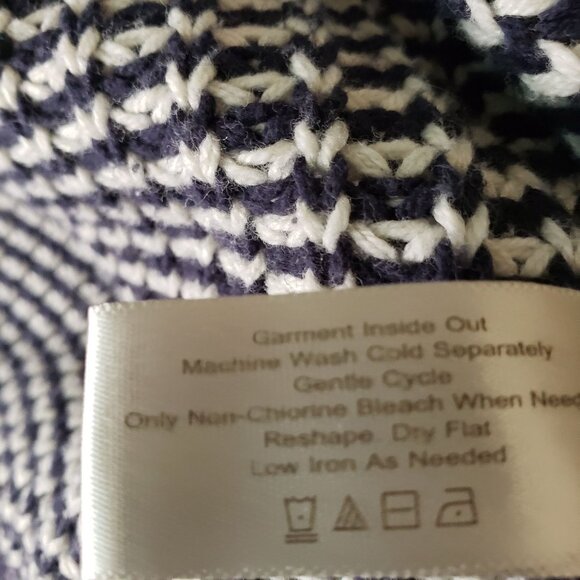 Garment Inside Out
Machine Wash Cold Separately
Gentle Cycle
Only Non-Chlorine Bleach When Need
Reshape. Dry Flat
Low Iron As Needed